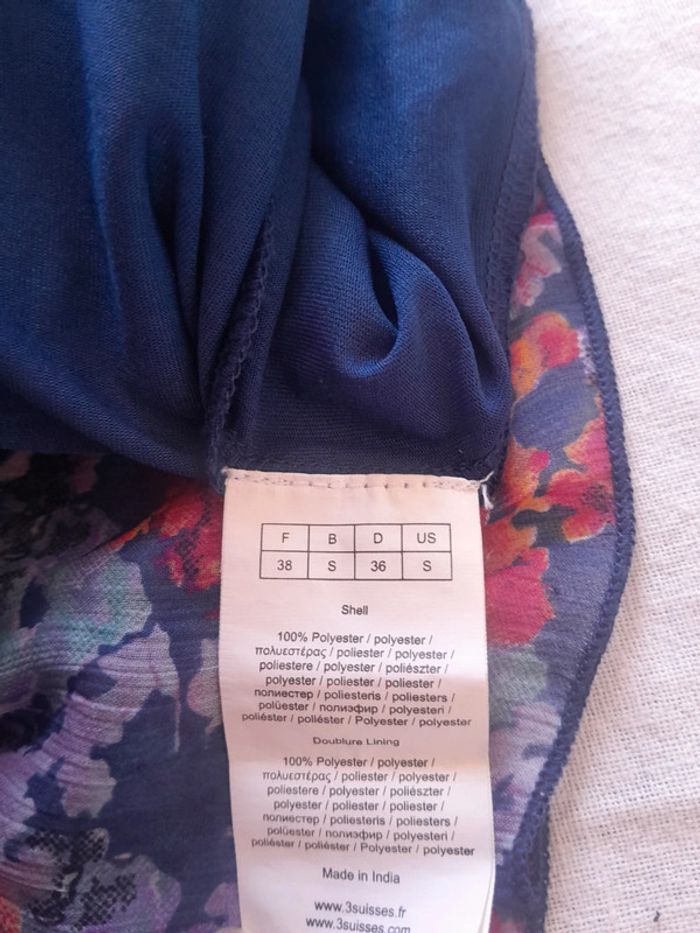 F B D US
38 S 36 S
Shell
100% Polyester / polyester /
πολυεστέρας / poliester / polyester /
poliestere / polyester / poliészter /
polyester / poliester / poliester /
полиестер / poliesteris / poliesters /
polüester / полиэфир / polyesteri /
poliéster / poliéster / Polyester / polyester
Doublure Lining
100% Polyester / polyester /
πολυεστέρας / poliester / polyester /
poliestere / polyester / poliészter /
polyester / poliester / poliester /
полиестер / poliesteris / poliesters /
polüester / полиэфир / polyesteri /
poliéster / poliéster / Polyester / polyester
Made in India
www.3suisses.fr
www.3suisses.com